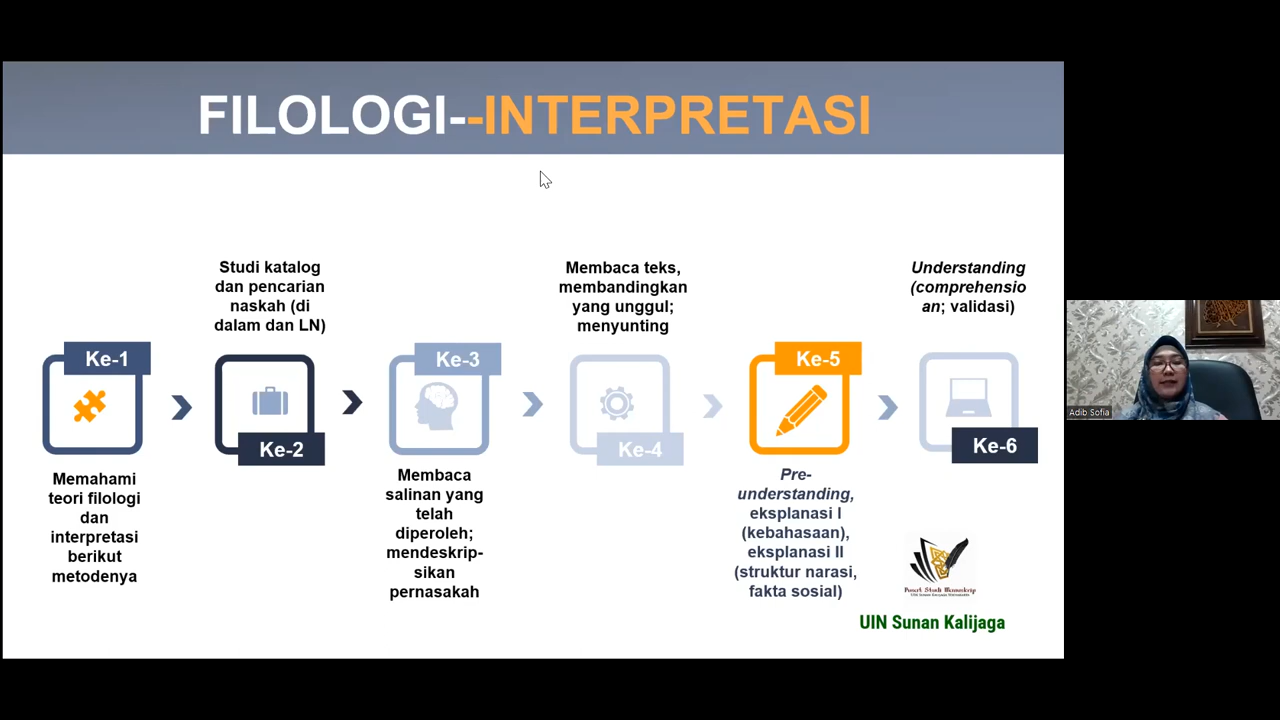 FILOLOGI--INTERPRETASI
Ke-1
Memahami
teori filologi
dan
interpretasi
berikut
metodenya
Studi katalog
dan pencarian
naskah (di
dalam dan LN)
Ke-2
Ke-3
Membaca
salinan yang
telah
diperoleh;
mendeskrip-
sikan
pernasakah
Membaca teks,
membandingkan
yang unggul;
menyunting
Ke-4
Ke-5
Pre-
understanding,
eksplanasi I
(kebahasaan),
eksplanasi II
(struktur narasi,
fakta sosial)
Understanding
(comprehensio
an; validasi)
Ke-6
Pusat Studi Manuskrip
UIN Sunan Kalijaga
Adib Sofia